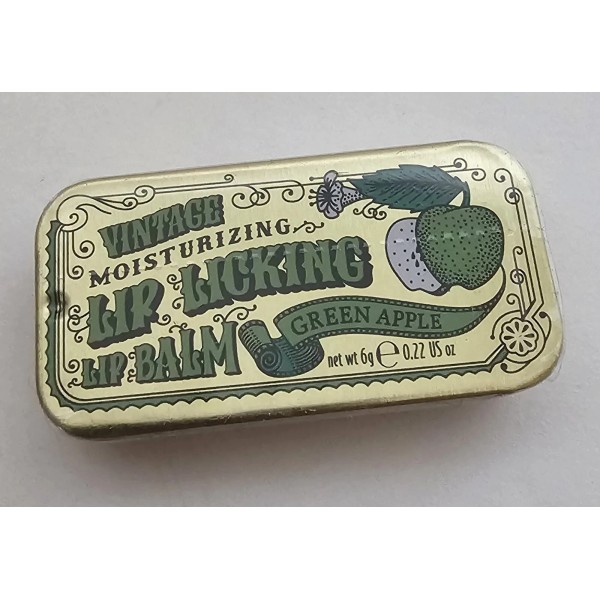 VINTAGE
MOISTURIZING
LIP LICKING
LIP BALM
GREEN APPLE
net wt 6g ℮ 0.22 US oz